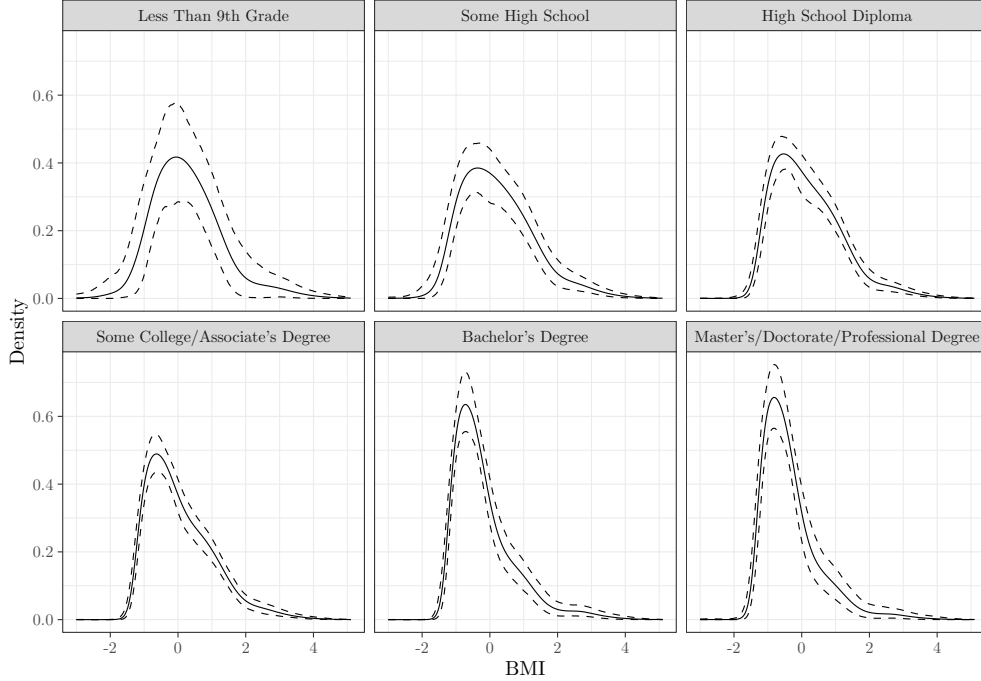 Less Than 9th Grade
Some High School
High School Diploma
0.6
0.4
0.2
0.0
Density
Some College/Associate's Degree
Bachelor's Degree
Master's/Doctorate/Professional Degree
0.6
0.4
0.2
0.0
-2 0 2 4
-2 0 2 4
-2 0 2 4
BMI